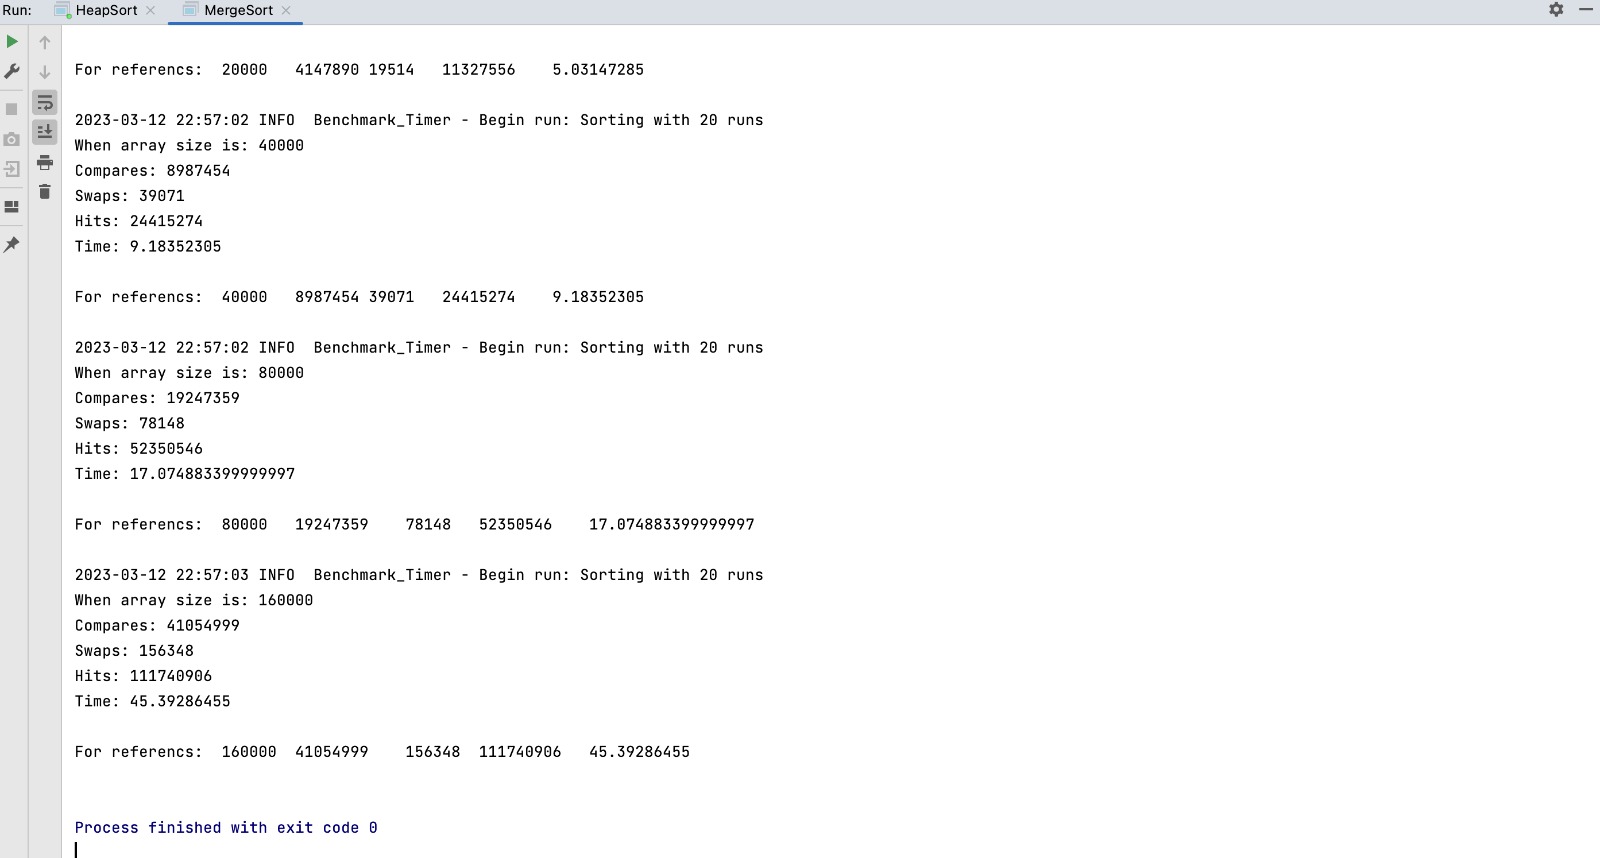 Run: HeapSort MergeSort
For referencs: 20000 4147890 19514 11327556 5.03147285
2023-03-12 22:57:02 INFO Benchmark_Timer - Begin run: Sorting with 20 runs
When array size is: 40000
Compares: 8987454
Swaps: 39071
Hits: 24415274
Time: 9.18352305
For referencs: 40000 8987454 39071 24415274 9.18352305
2023-03-12 22:57:02 INFO Benchmark_Timer - Begin run: Sorting with 20 runs
When array size is: 80000
Compares: 19247359
Swaps: 78148
Hits: 52350546
Time: 17.074883399999997
For referencs: 80000 19247359 78148 52350546 17.074883399999997
2023-03-12 22:57:03 INFO Benchmark_Timer - Begin run: Sorting with 20 runs
When array size is: 160000
Compares: 41054999
Swaps: 156348
Hits: 111740906
Time: 45.39286455
For referencs: 160000 41054999 156348 111740906 45.39286455
Process finished with exit code 0